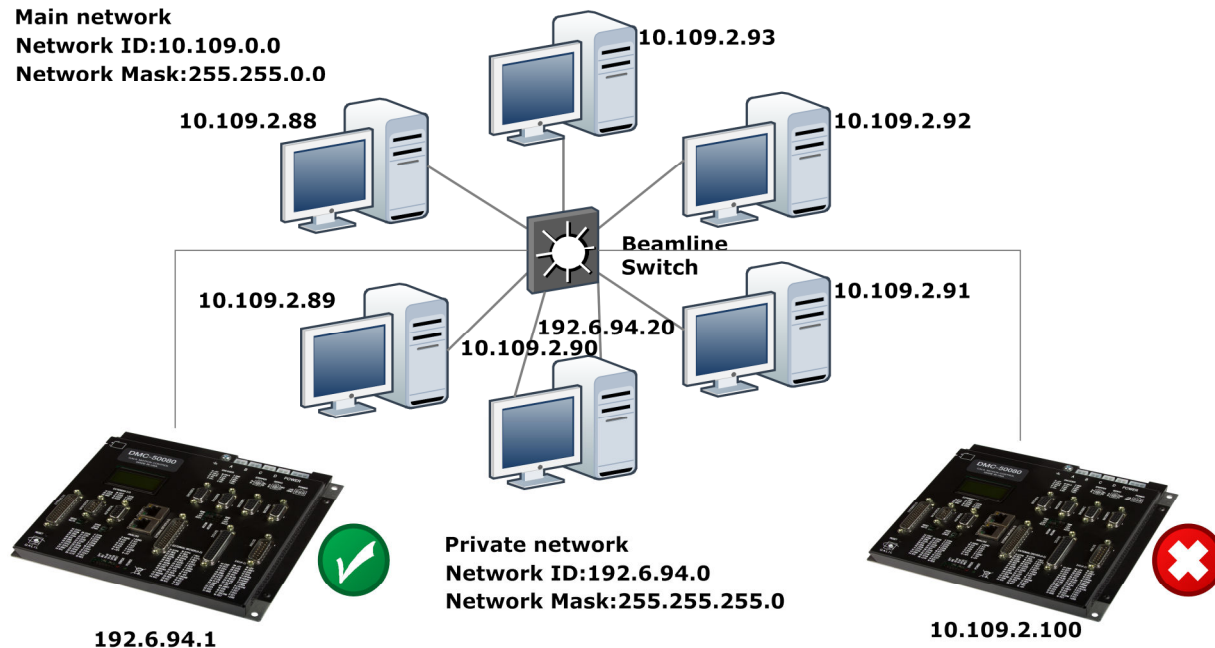 Main network
Network ID:10.109.0.0
Network Mask:255.255.0.0
10.109.2.93
10.109.2.88
10.109.2.92
Beamline
Switch
10.109.2.89
10.109.2.91
192.6.94.20
10.109.2.90
DMC-50080
POWER
A B C D
DMC-50080
POWER
A B C D
Private network
Network ID:192.6.94.0
Network Mask:255.255.255.0
192.6.94.1
10.109.2.100